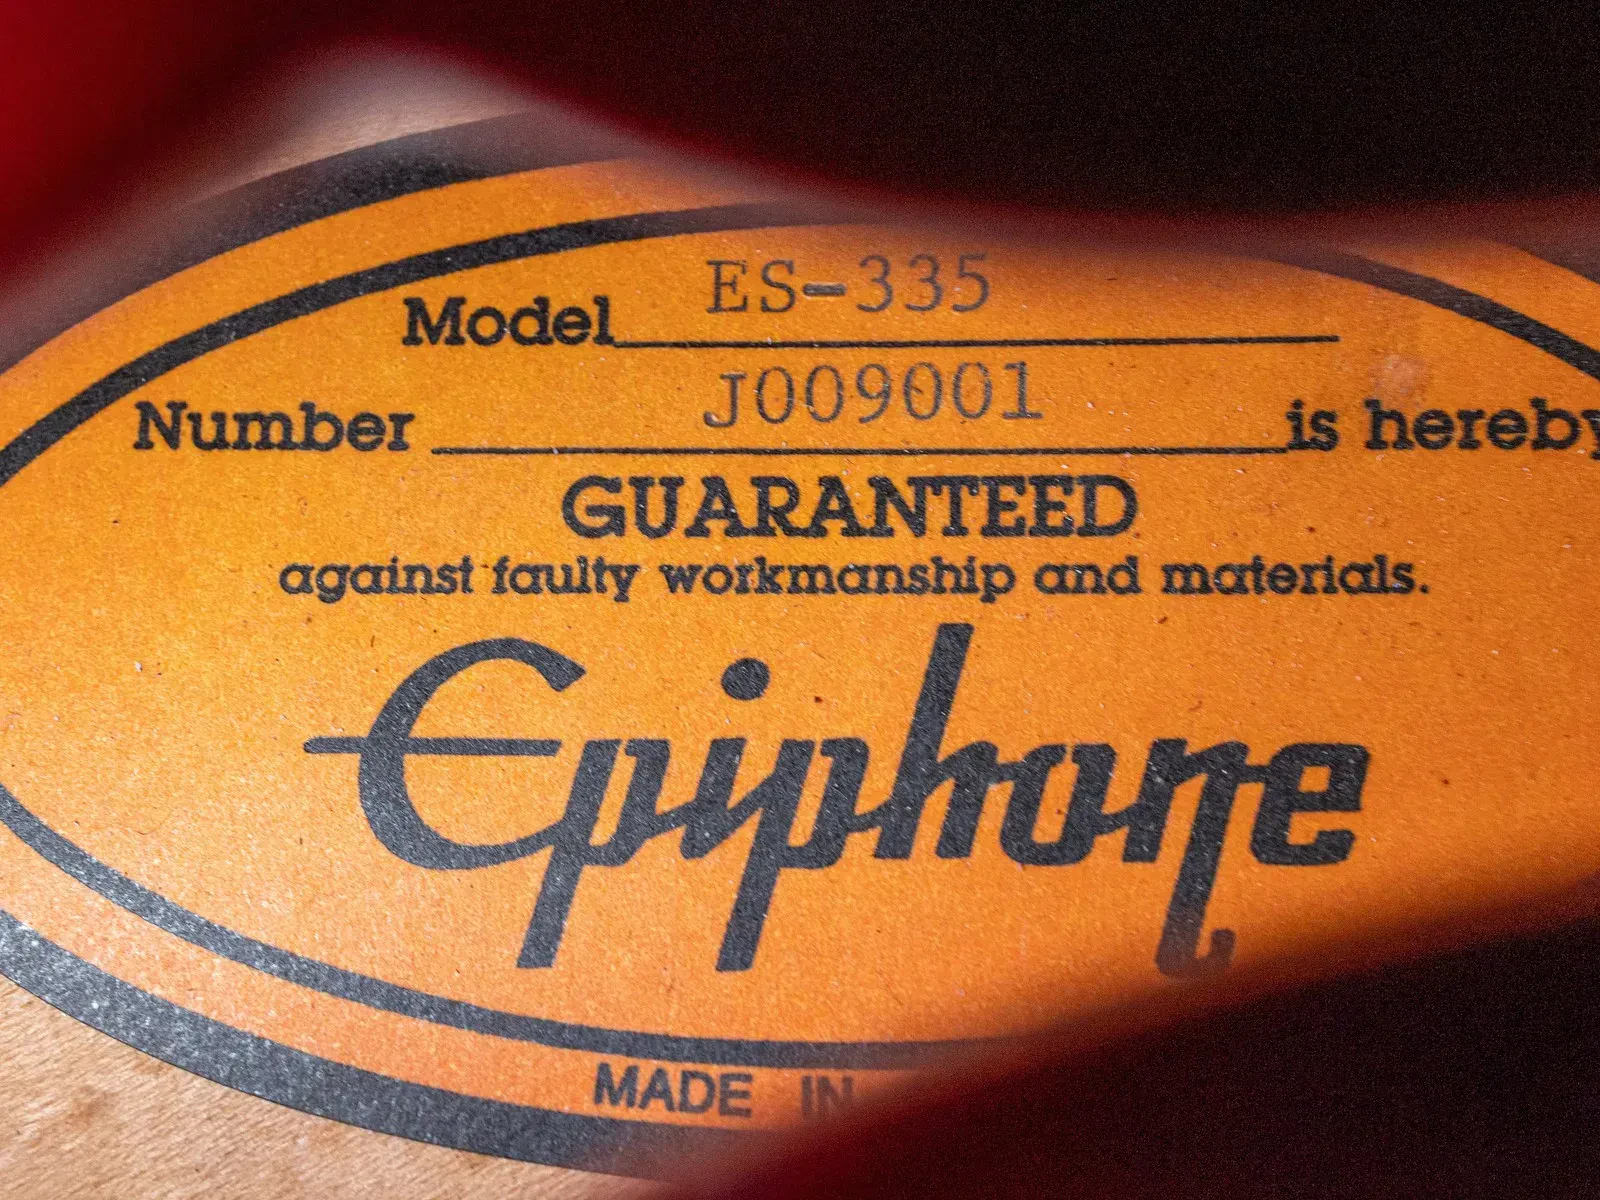 Model ES-335
Number J009001 is hereby
GUARANTEED
against faulty workmanship and materials.
Epiphone
MADE IN